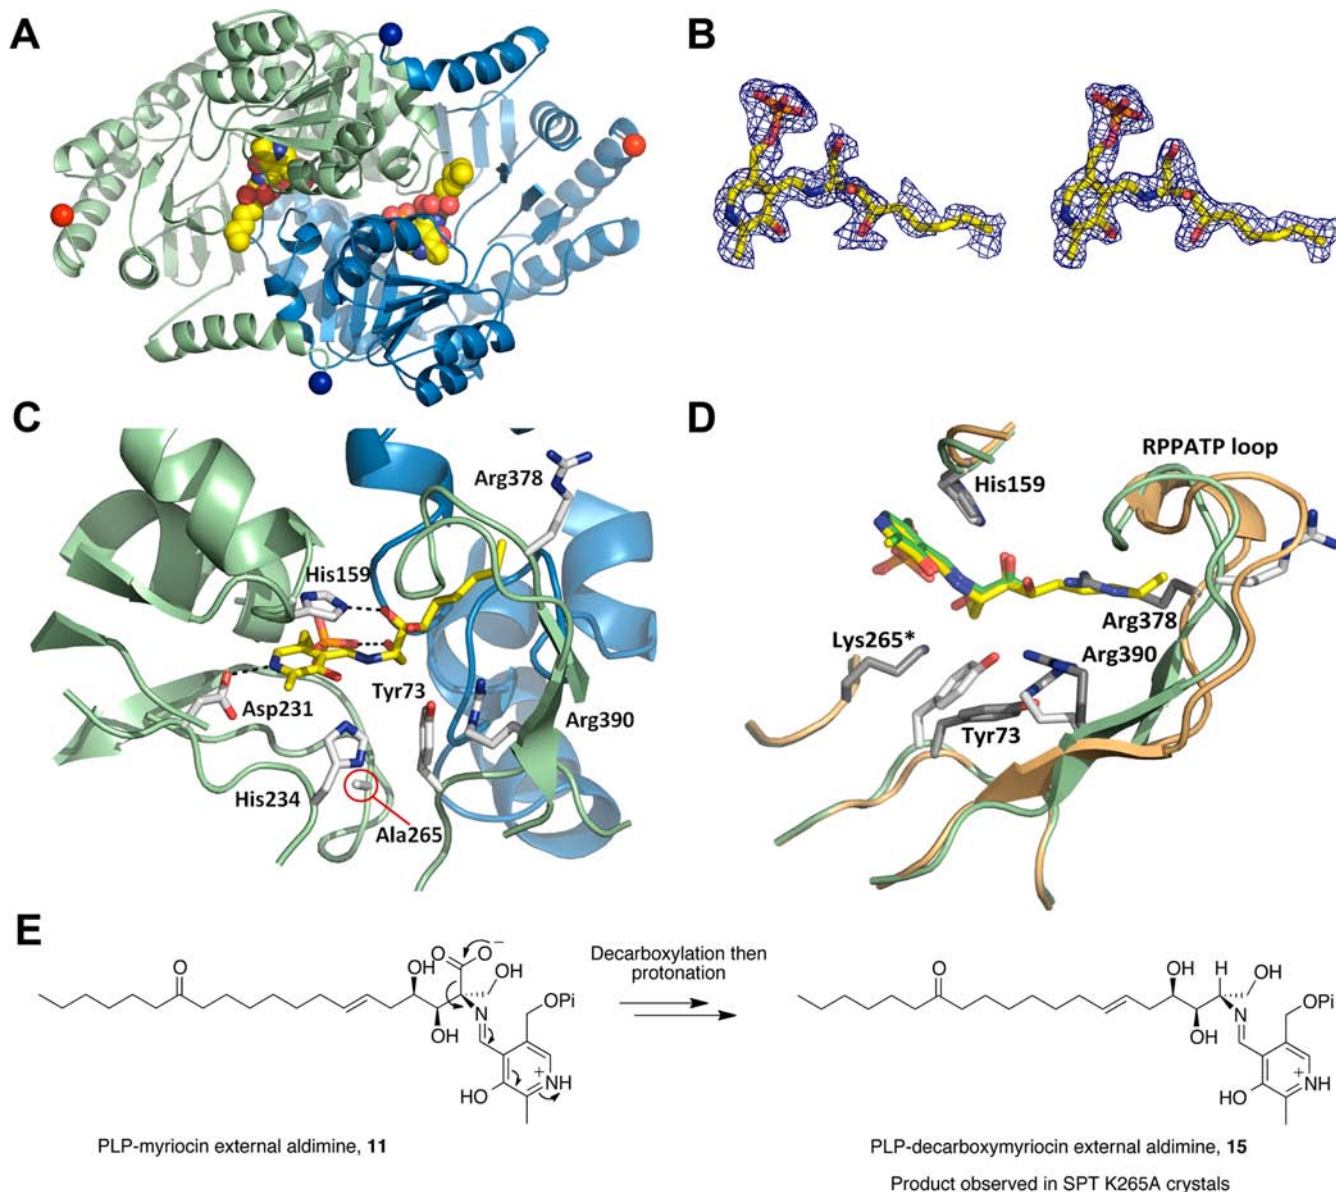 A
B
C
Arg378
His159
Tyr73
Asp231
Arg390
His234
Ala265
D
RPPATP loop
His159
Arg378
Lys265*
Arg390
Tyr73
E
O
O
O−
OH
OH
OH
N
OPi
+
NH
HO
PLP-myriocin external aldimine, 11
Decarboxylation then
protonation
O
OH
H
OH
OH
N
OPi
+
NH
HO
PLP-decarboxymyriocin external aldimine, 15
Product observed in SPT K265A crystals